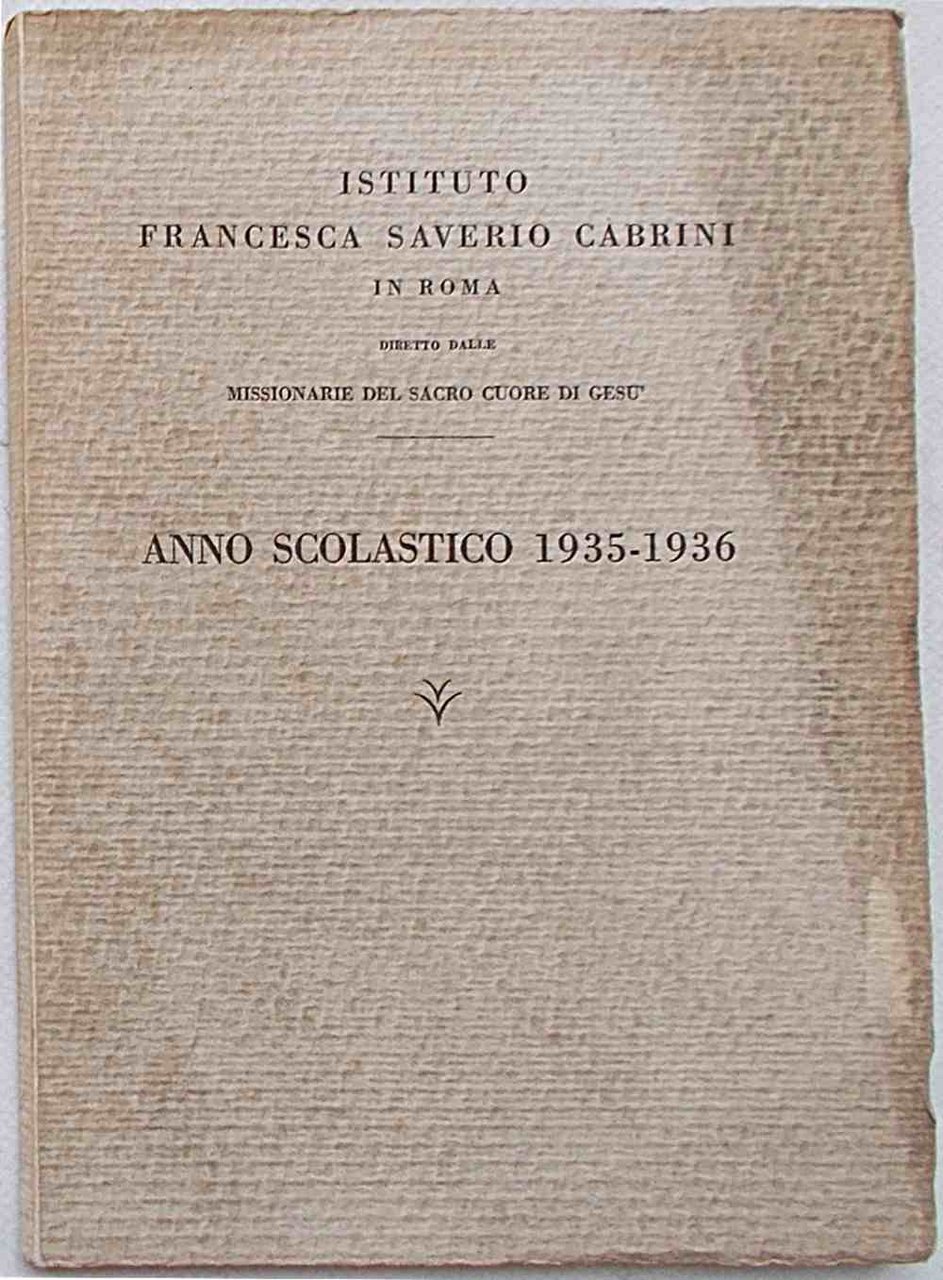 ISTITUTO
FRANCESCA SAVERIO CABRINI
IN ROMA
DIRETTO DALLE
MISSIONARIE DEL SACRO CUORE DI GESU'
ANNO SCOLASTICO 1935-1936